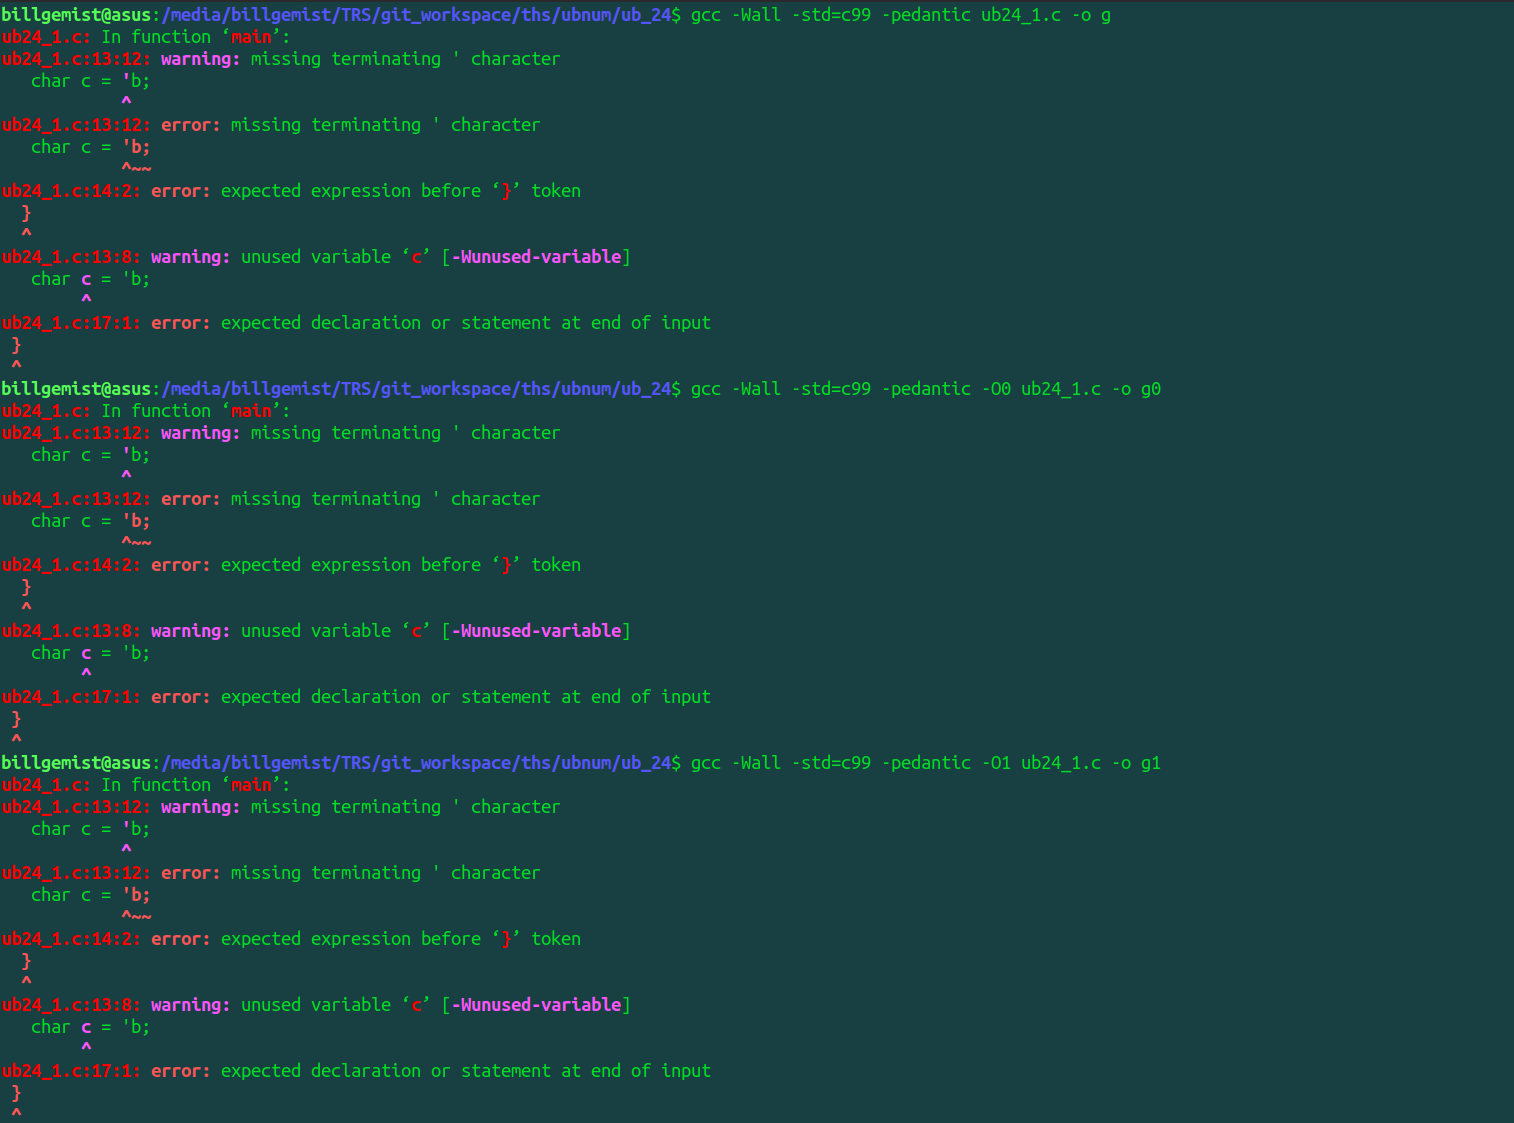 billgemist@asus:/media/billgemist/TRS/git_workspace/ths/ubnum/ub_24$ gcc -Wall -std=c99 -pedantic ub24_1.c -o g
ub24_1.c: In function ‘main’:
ub24_1.c:13:12: warning: missing terminating ' character
   char c = 'b;
            ^
ub24_1.c:13:12: error: missing terminating ' character
   char c = 'b;
            ^~~
ub24_1.c:14:2: error: expected expression before ‘}’ token
  }
  ^
ub24_1.c:13:8: warning: unused variable ‘c’ [-Wunused-variable]
   char c = 'b;
        ^
ub24_1.c:17:1: error: expected declaration or statement at end of input
 }
 ^
billgemist@asus:/media/billgemist/TRS/git_workspace/ths/ubnum/ub_24$ gcc -Wall -std=c99 -pedantic -O0 ub24_1.c -o g0
ub24_1.c: In function ‘main’:
ub24_1.c:13:12: warning: missing terminating ' character
   char c = 'b;
            ^
ub24_1.c:13:12: error: missing terminating ' character
   char c = 'b;
            ^~~
ub24_1.c:14:2: error: expected expression before ‘}’ token
  }
  ^
ub24_1.c:13:8: warning: unused variable ‘c’ [-Wunused-variable]
   char c = 'b;
        ^
ub24_1.c:17:1: error: expected declaration or statement at end of input
 }
 ^
billgemist@asus:/media/billgemist/TRS/git_workspace/ths/ubnum/ub_24$ gcc -Wall -std=c99 -pedantic -O1 ub24_1.c -o g1
ub24_1.c: In function ‘main’:
ub24_1.c:13:12: warning: missing terminating ' character
   char c = 'b;
            ^
ub24_1.c:13:12: error: missing terminating ' character
   char c = 'b;
            ^~~
ub24_1.c:14:2: error: expected expression before ‘}’ token
  }
  ^
ub24_1.c:13:8: warning: unused variable ‘c’ [-Wunused-variable]
   char c = 'b;
        ^
ub24_1.c:17:1: error: expected declaration or statement at end of input
 }
 ^